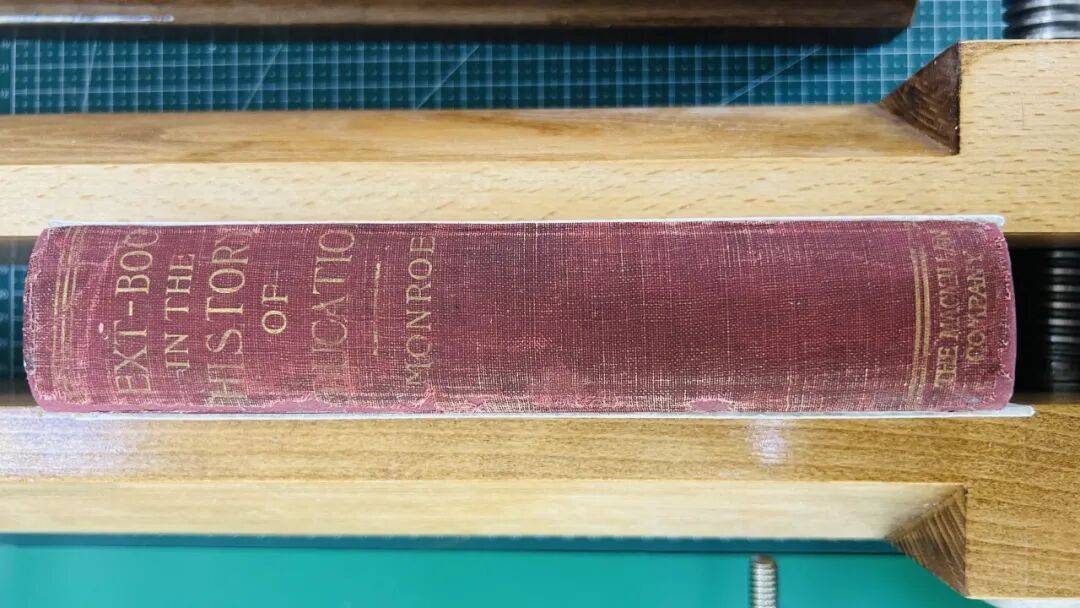 EXT-BOO
IN THE
HISTORY
OF
UCATIO
MONROE
THE MACMILLAN
COMPANY